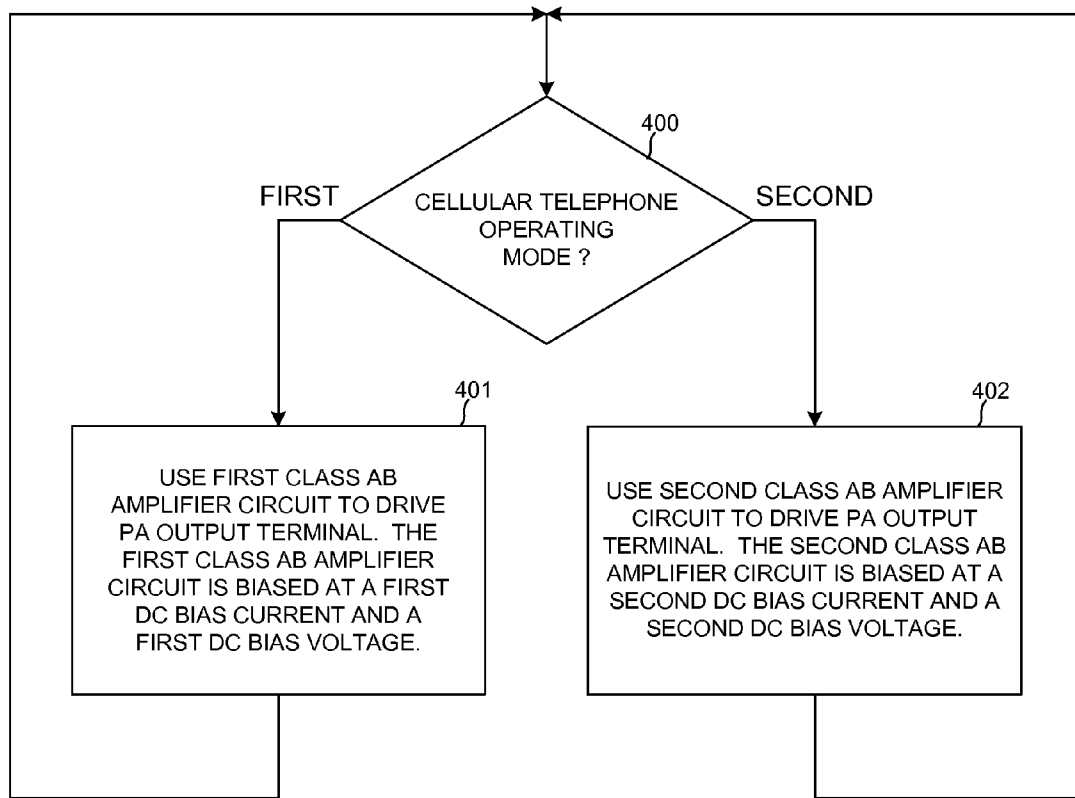 400
FIRST
SECOND
CELLULAR TELEPHONE
OPERATING
MODE ?
401
402
USE FIRST CLASS AB
AMPLIFIER CIRCUIT TO DRIVE
PA OUTPUT TERMINAL. THE
FIRST CLASS AB AMPLIFIER
CIRCUIT IS BIASED AT A FIRST
DC BIAS CURRENT AND A
FIRST DC BIAS VOLTAGE.
USE SECOND CLASS AB AMPLIFIER
CIRCUIT TO DRIVE PA OUTPUT
TERMINAL. THE SECOND CLASS AB
AMPLIFIER CIRCUIT IS BIASED AT A
SECOND DC BIAS CURRENT AND A
SECOND DC BIAS VOLTAGE.